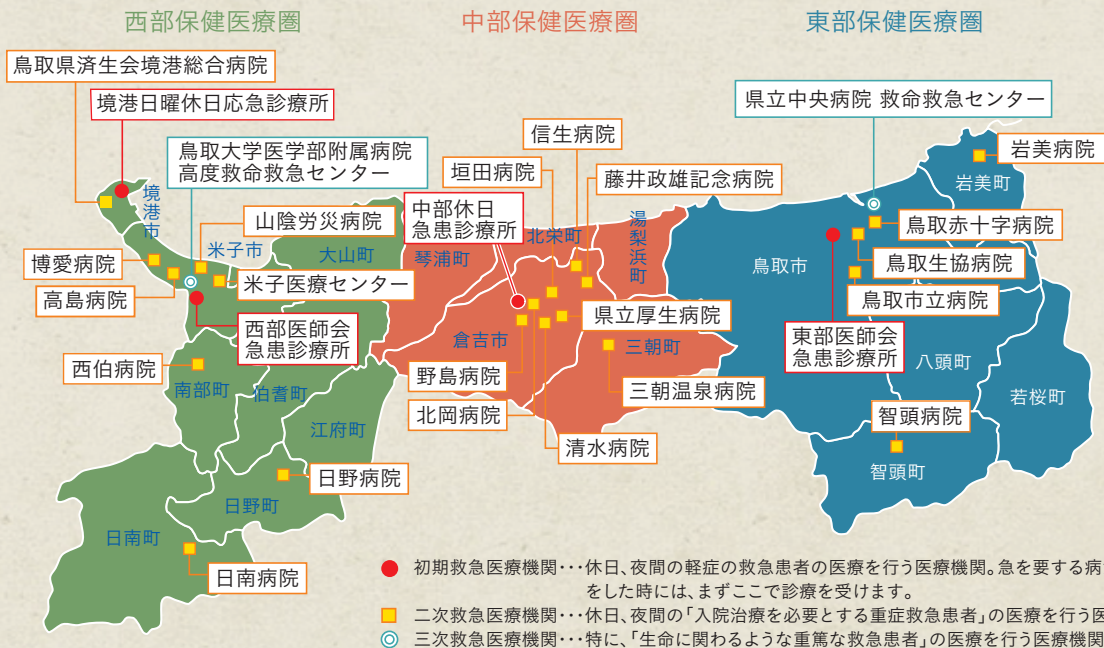 西部保健医療圏
中部保健医療圏
東部保健医療圏
鳥取県済生会境港総合病院
境港日曜休日応急診療所
鳥取大学医学部附属病院
高度救命救急センター
境港市
山陰労災病院
米子市
大山町
博愛病院
高島病院
米子医療センター
西部医師会
急患診療所
西伯病院
南部町
伯耆町
江府町
日野病院
日野町
日南町
日南病院
信生病院
垣田病院
藤井政雄記念病院
中部休日
急患診療所
北栄町
湯梨浜町
琴浦町
県立厚生病院
倉吉市
三朝町
野島病院
三朝温泉病院
北岡病院
清水病院
県立中央病院 救命救急センター
岩美病院
岩美町
鳥取赤十字病院
鳥取市
鳥取生協病院
鳥取市立病院
東部医師会
急患診療所
八頭町
若桜町
智頭病院
智頭町
初期救急医療機関・・・休日、夜間の軽症の救急患者の医療を行う医療機関。急を要する病
をした時には、まずここで診療を受けます。
二次救急医療機関・・・休日、夜間の「入院治療を必要とする重症救急患者」の医療を行う医
三次救急医療機関・・・特に、「生命に関わるような重篤な救急患者」の医療を行う医療機関